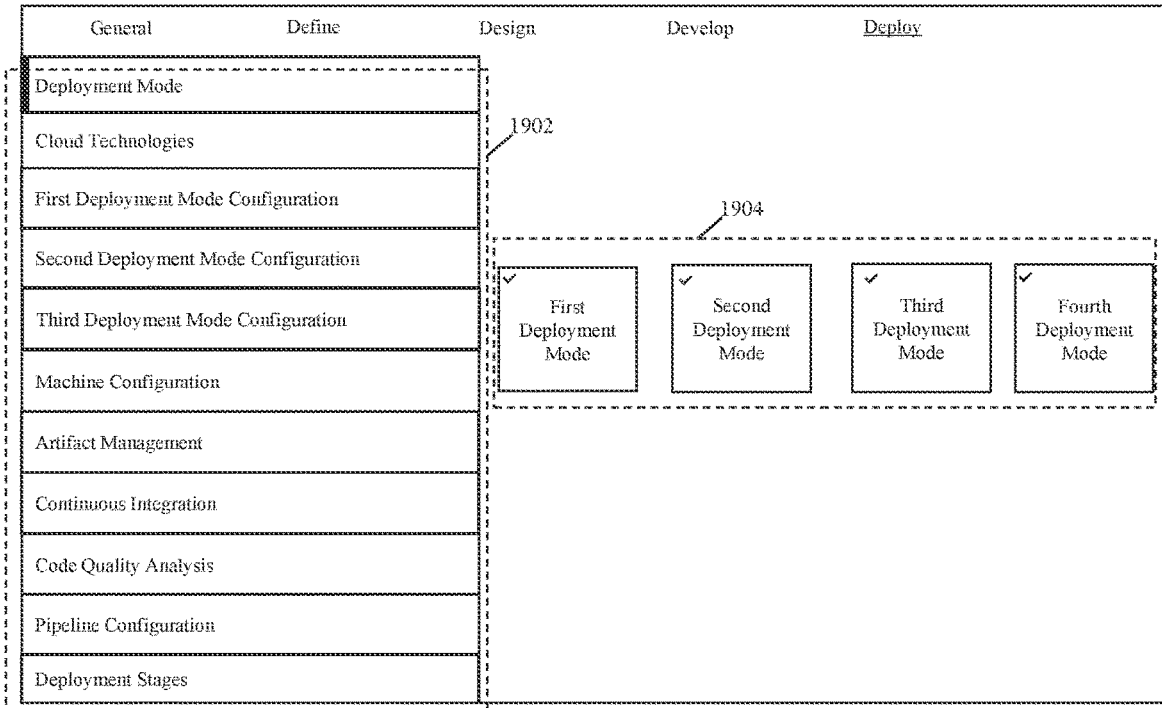 General Define Design Develop Deploy
Deployment Mode
Cloud Technologies
1902
First Deployment Mode Configuration
1904
Second Deployment Mode Configuration
Third Deployment Mode Configuration
First
Deployment
Mode
Second
Deployment
Mode
Third
Deployment
Mode
Fourth
Deployment
Mode
Machine Configuration
Artifact Management
Continuous Integration
Code Quality Analysis
Pipeline Configuration
Deployment Stages